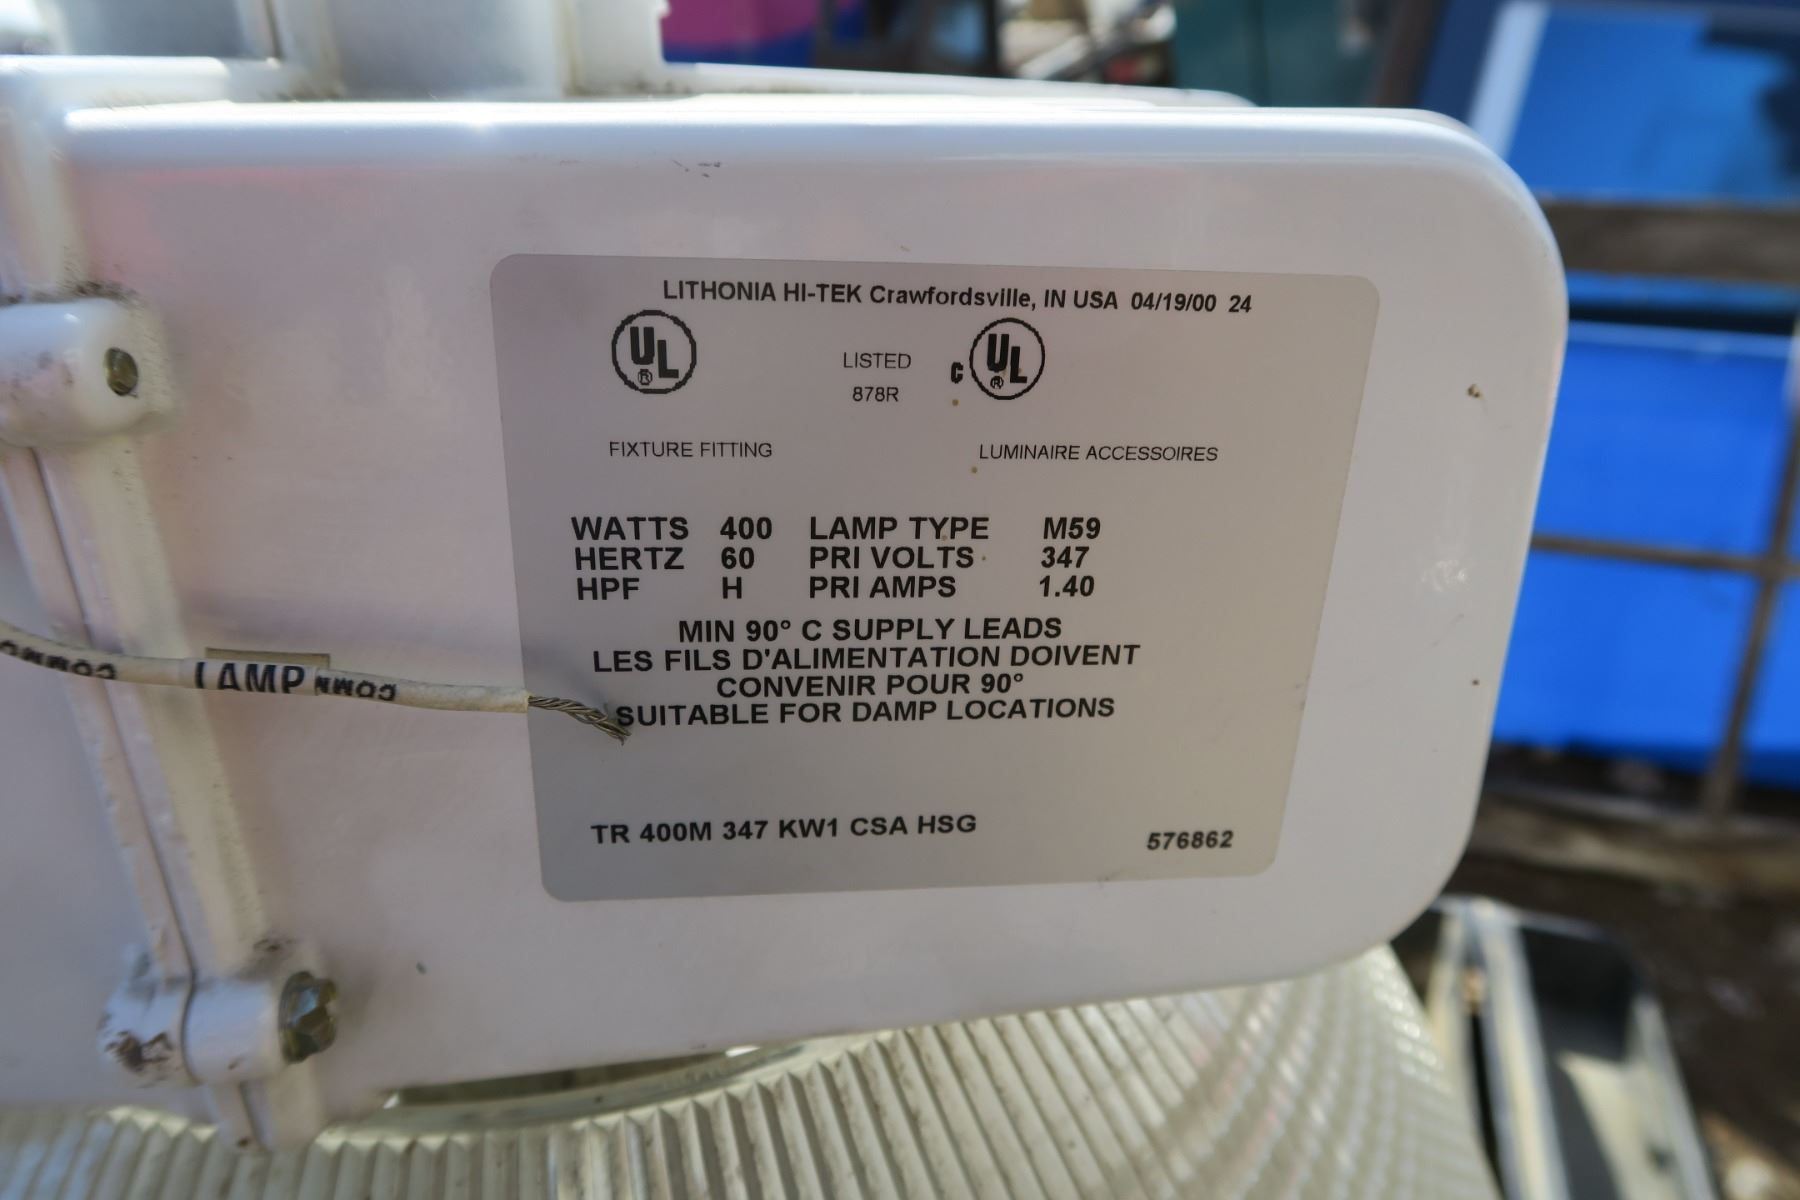 LITHONIA HI-TEK Crawfordsville, IN USA 04/19/00 24
UL ®
LISTED
878R
C UL ®
FIXTURE FITTING
LUMINAIRE ACCESSOIRES
WATTS 400 LAMP TYPE M59
HERTZ 60 PRI VOLTS 347
HPF H PRI AMPS 1.40
MIN 90° C SUPPLY LEADS
LES FILS D'ALIMENTATION DOIVENT
CONVENIR POUR 90°
SUITABLE FOR DAMP LOCATIONS
TR 400M 347 KW1 CSA HSG
576862
LAMP
COMM